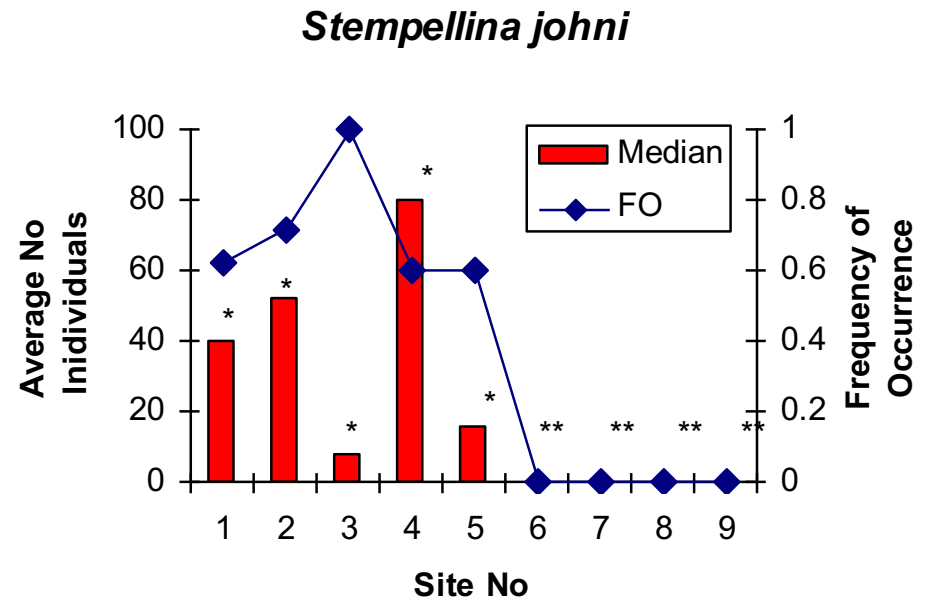 Stempellina johni
Average No
Inidividuals
100
80
60
40
20
0
* * * * * ** ** ** **
Median
FO
1
0.8
0.6
0.4
0.2
0
Frequency of
Occurrence
1 2 3 4 5 6 7 8 9
Site No